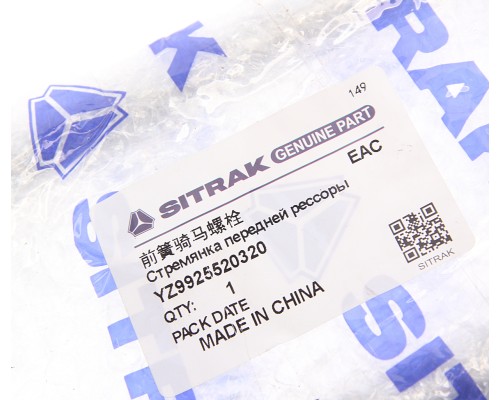 149
SITRAK GENUINE PART
EAC
前簧骑马螺栓
Стремянка передней рессоры
YZ9925520320
QTY: 1
PACK DATE
MADE IN CHINA
SITRAK